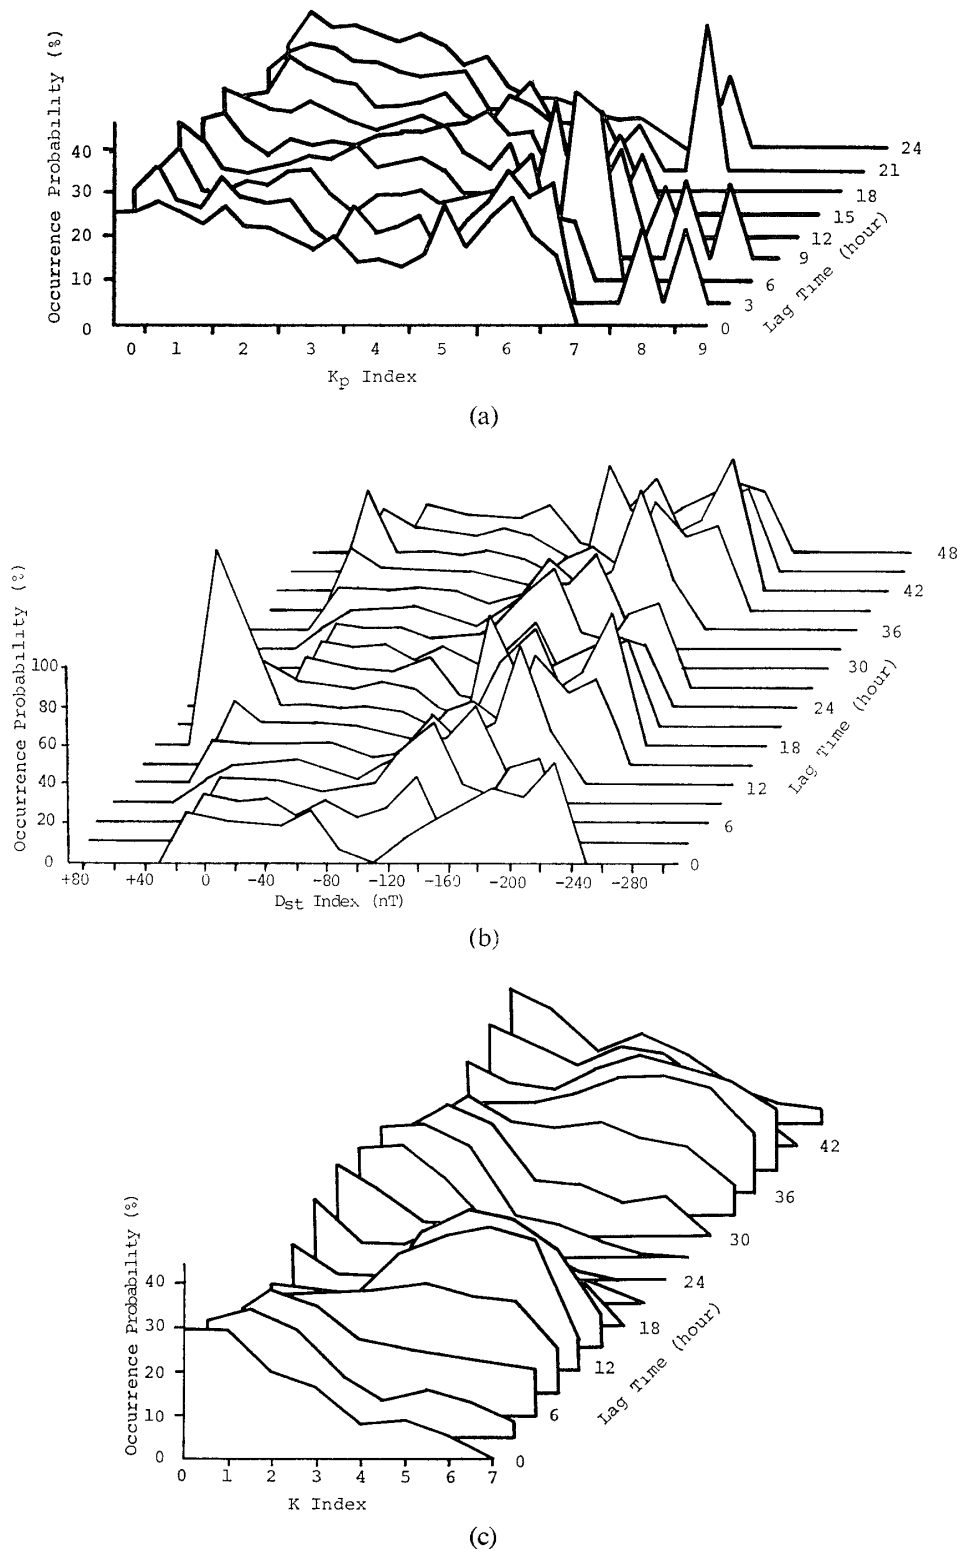 Occurrence Probability (%)
40
30
20
10
0
0 1 2 3 4 5 6 7 8 9
Kp Index
24
21
18
15
12
9
6
3
0
Lag Time (hour)
(a)
Occurrence Probability (%)
100
80
60
40
20
0
+80 +40 0 -40 -80 -120 -160 -200 -240 -280
Dst Index (nT)
48
42
36
30
24
18
12
6
0
Lag Time (hour)
(b)
Occurrence Probability (%)
40
30
20
10
0
0 1 2 3 4 5 6 7
K Index
42
36
30
24
18
12
6
0
Lag Time (hour)
(c)